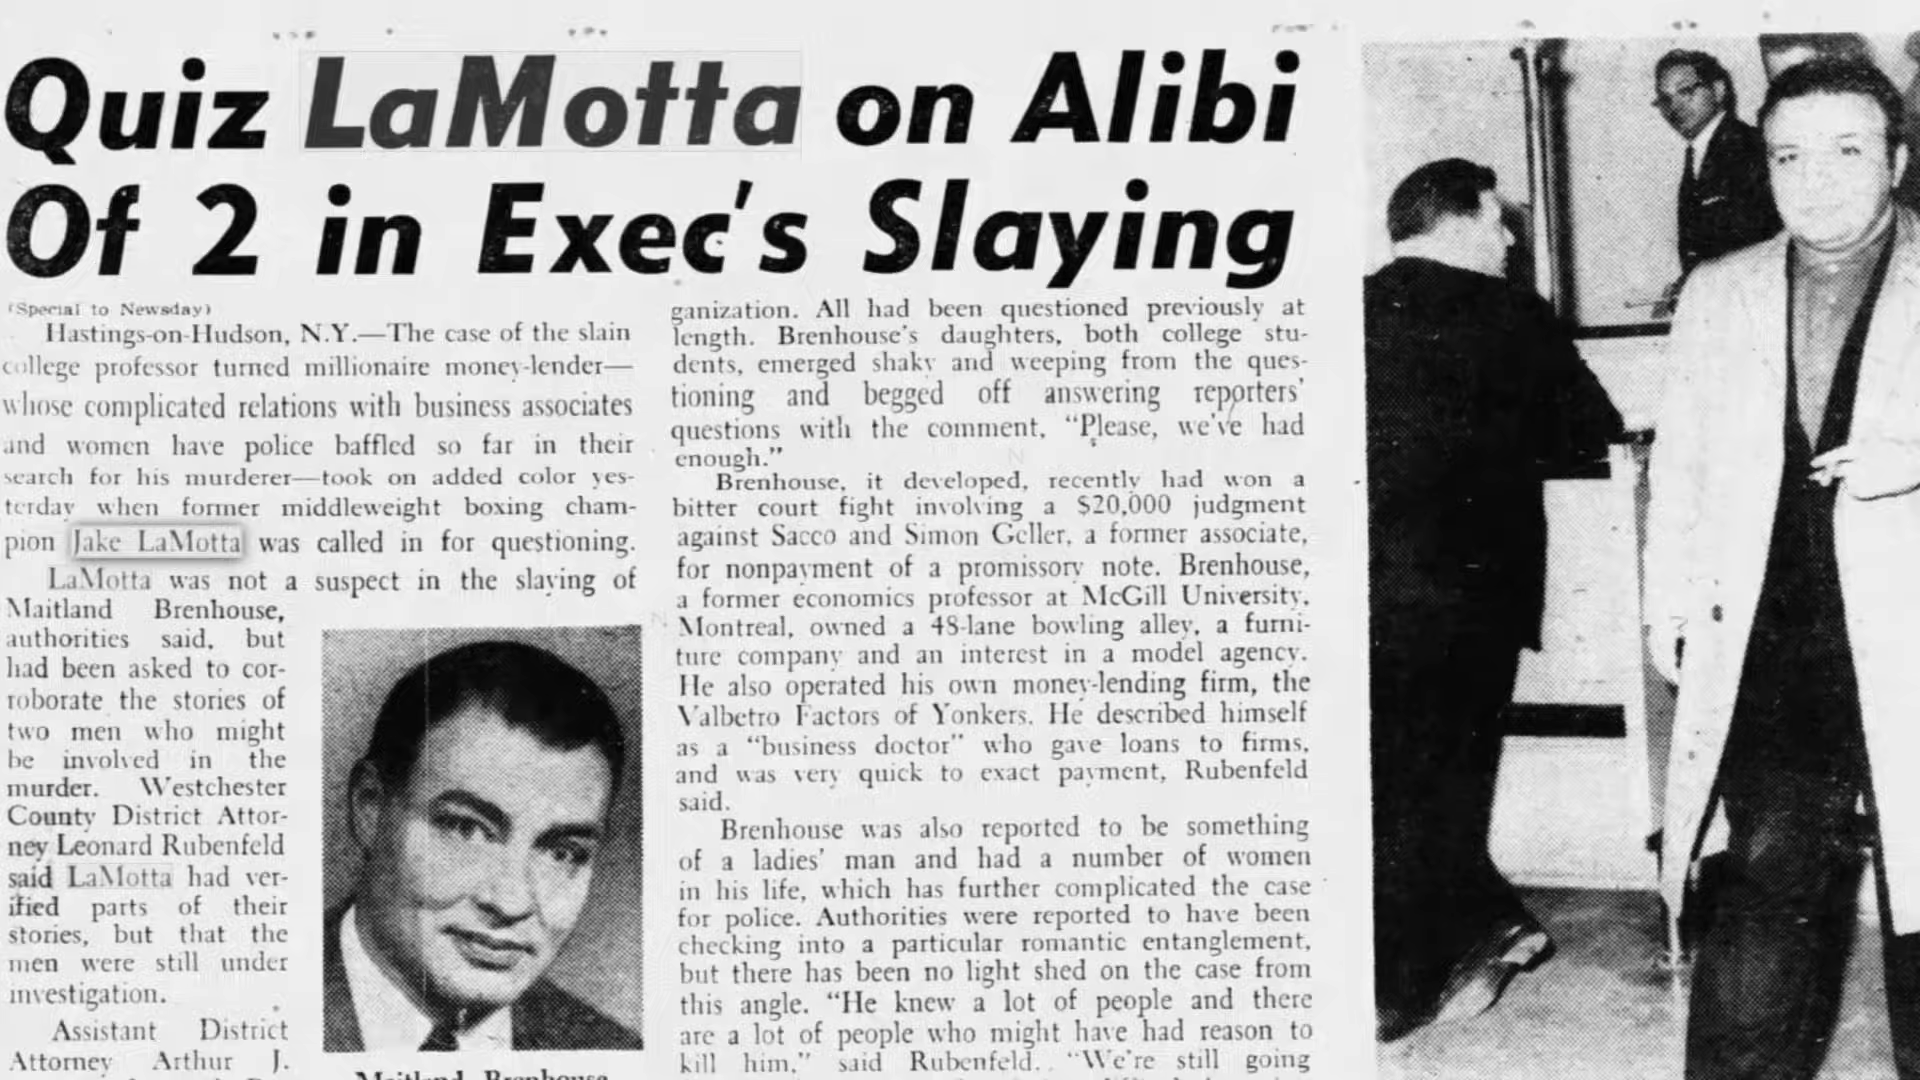 Quiz LaMotta on Alibi
Of 2 in Exec's Slaying
(Special to Newsday)
Hastings-on-Hudson, N.Y.—The case of the slain
college professor turned millionaire money-lender—
whose complicated relations with business associates
and women have police baffled so far in their
search for his murderer—took on added color yes-
terday when former middleweight boxing cham-
pion Jake LaMotta was called in for questioning.
LaMotta was not a suspect in the slaying of
Maitland Brenhouse,
authorities said, but
had been asked to cor-
roborate the stories of
two men who might
be involved in the
murder. Westchester
County District Attor-
ney Leonard Rubenfeld
said LaMotta had ver-
ified parts of their
stories, but that the
men were still under
investigation.
Assistant District
Attorney Arthur J.
Maitland Brenhouse
ganization. All had been questioned previously at
length. Brenhouse's daughters, both college stu-
dents, emerged shaky and weeping from the ques-
tioning and begged off answering reporters'
questions with the comment, "Please, we've had
enough."
Brenhouse, it developed, recently had won a
bitter court fight involving a $20,000 judgment
against Sacco and Simon Geller, a former associate,
for nonpayment of a promissory note. Brenhouse,
a former economics professor at McGill University,
Montreal, owned a 48-lane bowling alley, a furni-
ture company and an interest in a model agency.
He also operated his own money-lending firm, the
Valbetro Factors of Yonkers. He described himself
as a "business doctor" who gave loans to firms,
and was very quick to exact payment, Rubenfeld
said.
Brenhouse was also reported to be something
of a ladies' man and had a number of women
in his life, which has further complicated the case
for police. Authorities were reported to have been
checking into a particular romantic entanglement,
but there has been no light shed on the case from
this angle. "He knew a lot of people and there
are a lot of people who might have had reason to
kill him," said Rubenfeld. "We're still going